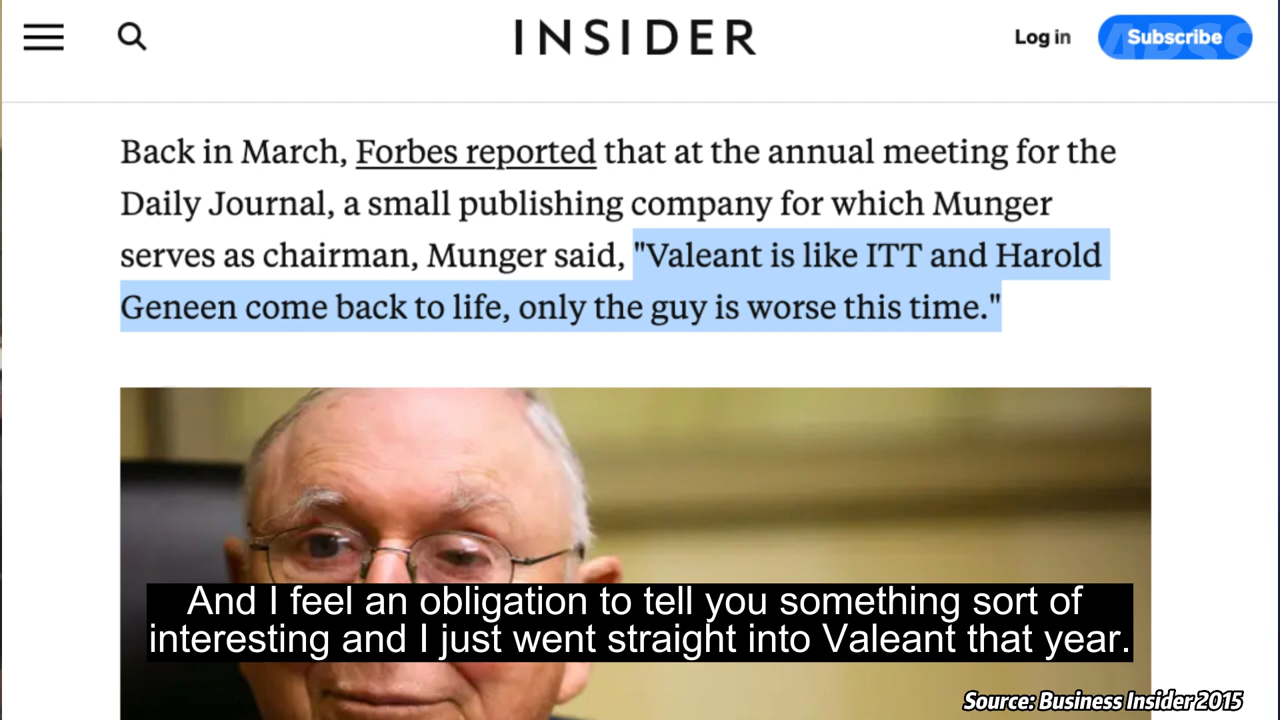 INSIDER
Log in
Subscribe
Back in March, Forbes reported that at the annual meeting for the
Daily Journal, a small publishing company for which Munger
serves as chairman, Munger said, "Valeant is like ITT and Harold
Geneen come back to life, only the guy is worse this time."
And I feel an obligation to tell you something sort of
interesting and I just went straight into Valeant that year.
Source: Business Insider 2015